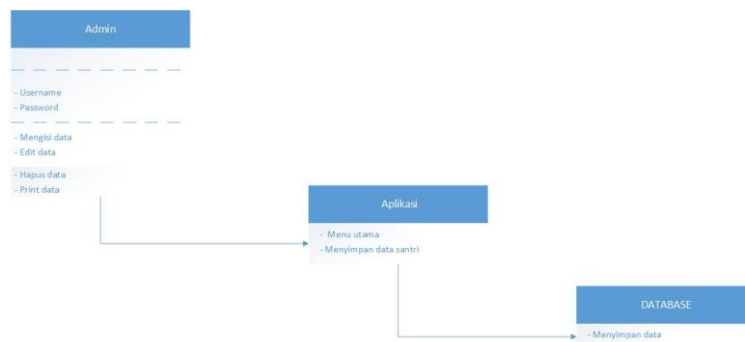 Admin
- Username
- Password
- Mengisi data
- Edit data
- Hapus data
- Print data
Aplikasi
- Menu utama
- Menyimpan data santri
DATABASE
- Menyimpan data